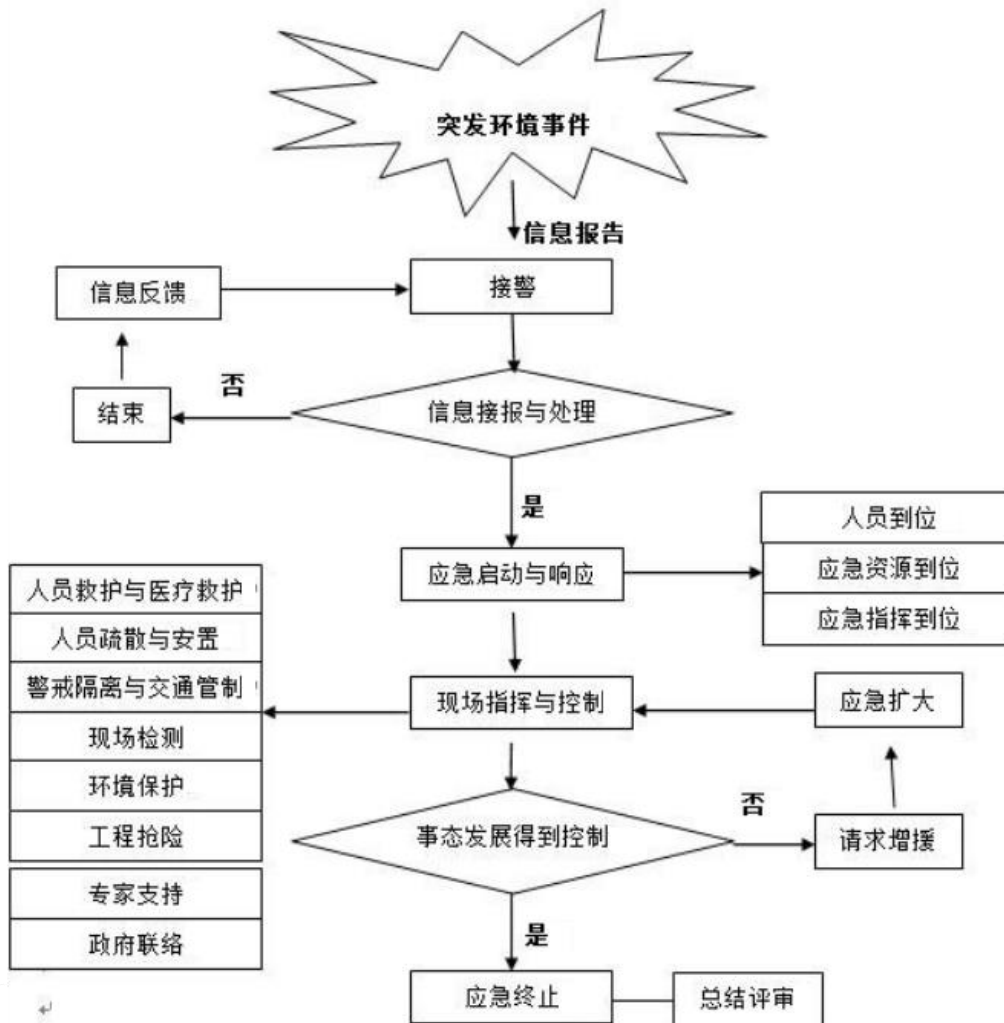 突发环境事件
信息报告
信息反馈
接警
否
结束
信息接报与处理
是
人员到位
应急启动与响应
应急资源到位
应急指挥到位
人员救护与医疗救护
人员疏散与安置
警戒隔离与交通管制
现场检测
环境保护
工程抢险
专家支持
政府联络
现场指挥与控制
应急扩大
否
事态发展得到控制
请求增援
是
应急终止
总结评审